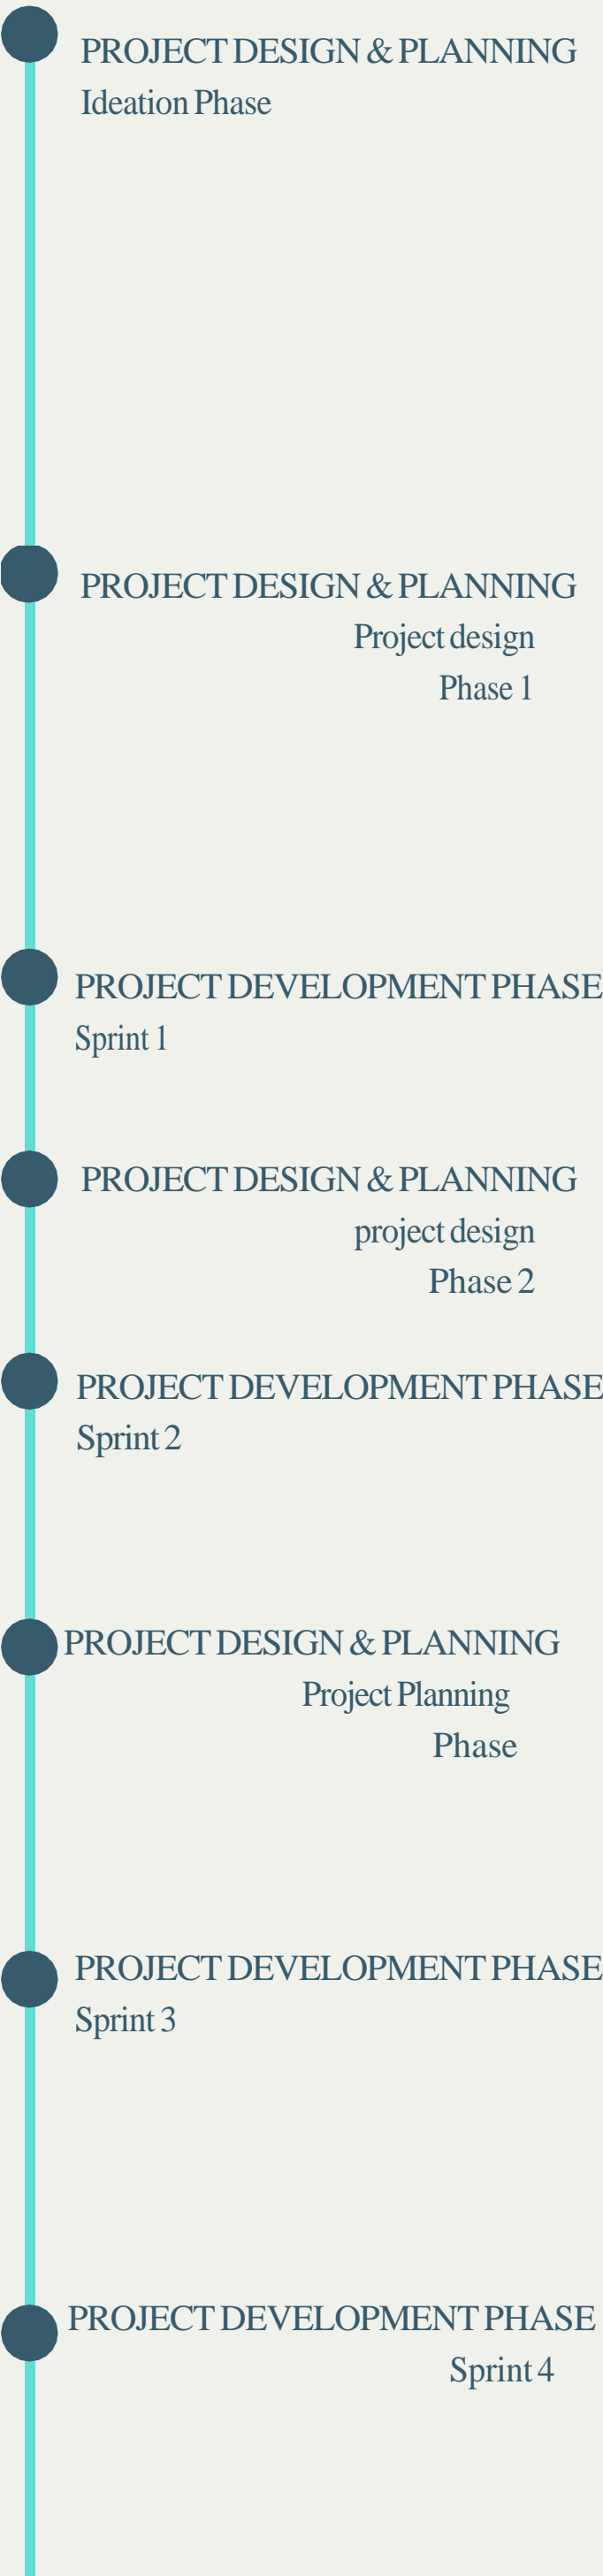 PROJECT DESIGN & PLANNING
Ideation Phase
PROJECT DESIGN & PLANNING
Project design
Phase 1
PROJECT DEVELOPMENT PHASE
Sprint 1
PROJECT DESIGN & PLANNING
project design
Phase 2
PROJECT DEVELOPMENT PHASE
Sprint 2
PROJECT DESIGN & PLANNING
Project Planning
Phase
PROJECT DEVELOPMENT PHASE
Sprint 3
PROJECT DEVELOPMENT PHASE
Sprint 4